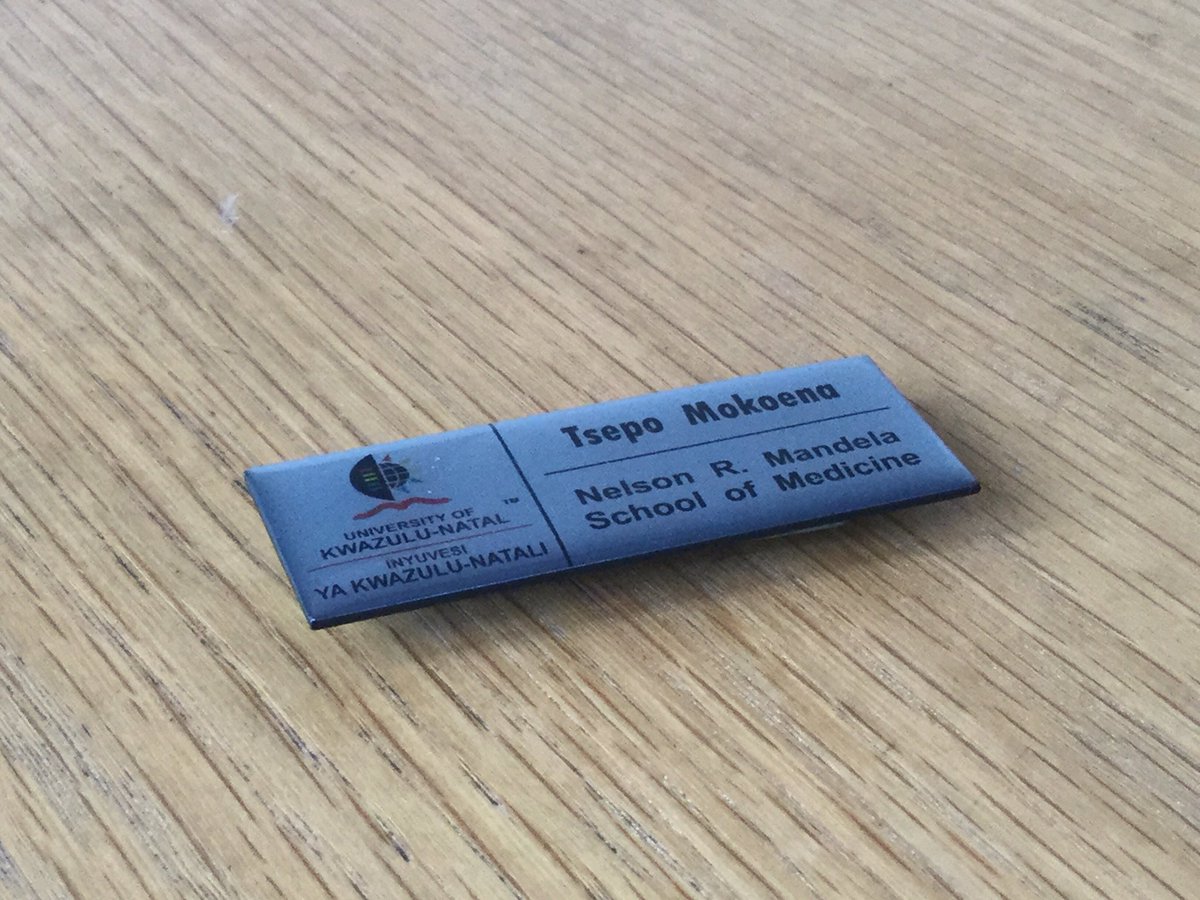 UNIVERSITY OF
KWAZULU-NATAL
TM
INYUVESI
YA KWAZULU-NATALI
Tsepo Mokoena
Nelson R. Mandela
School of Medicine